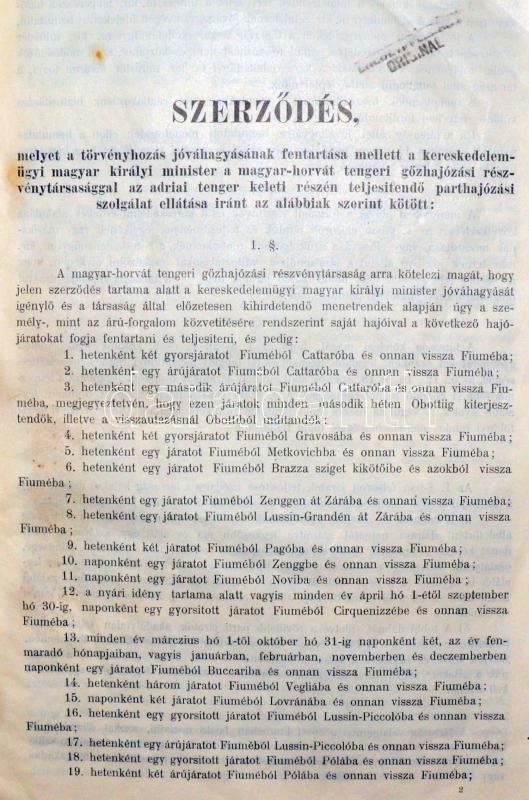 ORIGINAL
SZERZŐDÉS,
melyet a törvényhozás jóváhagyásának fentartása mellett a kereskedelem-
ügyi magyar királyi minister a magyar-horvát tengeri gőzhajózási rész-
vénytársasággal az adriai tenger keleti részén teljesitendő parthajózási
szolgálat ellátása iránt az alábbiak szerint kötött:
1. §.
A magyar-horvát tengeri gőzhajózási részvénytársaság arra kötelezi magát, hogy
jelen szerződés tartama alatt a kereskedelemügyi magyar királyi minister jóváhagyását
igénylő és a társaság által előzetesen kihirdetendő menetrendek alapján úgy a sze-
mély-, mint az árú-forgalom közvetitésére rendszerint saját hajóival a következő hajó-
járatokat fogja fentartani és teljesiteni, és pedig:
1. hetenként két gyorsjáratot Fiuméból Cattaróba és onnan vissza Fiuméba;
2. hetenként egy árújáratot Fiuméból Cattaróba és onnan vissza Fiuméba;
3. hetenként egy második árújáratot Fiuméból Cattaróba és onnan vissza Fiu-
méba, megjegyeztetvén, hogy ezen járatok minden második héten Obottiig kiterjesz-
tendők, illetve a visszautazásnál Obottiból inditandók;
4. hetenként két gyorsjáratot Fiuméból Gravosába és onnan vissza Fiuméba;
5. hetenként egy járatot Fiuméból Metkovichba és onnan vissza Fiuméba;
6. hetenként egy járatot Fiuméból Brazza sziget kikötőibe és azokból vissza
Fiuméba;
7. hetenként egy járatot Fiuméból Zenggen át Zárába és onnan vissza Fiuméba;
8. hetenként egy járatot Fiuméból Lussin-Grandén át Zárába és onnan vissza
Fiuméba;
9. hetenként két járatot Fiuméból Pagóba és onnan vissza Fiuméba;
10. naponként egy járatot Fiuméból Zenggbe és onnan vissza Fiuméba;
11. naponként egy járatot Fiuméból Noviba és onnan vissza Fiuméba;
12. a nyári idény tartama alatt vagyis minden év april hó 1-étől szeptember
hó 30-ig, naponként egy gyorsitott járatot Fiuméból Cirquenizzébe és onnan vissza
Fiuméba;
13. minden év márczius hó 1-től október hó 31-ig naponként két, az év fen-
maradó hónapjaiban, vagyis januárban, februárban, novemberben és deczemberben
naponként egy járatot Fiuméból Buccariba és onnan vissza Fiuméba;
14. hetenként három járatot Fiuméból Vegliába és onnan vissza Fiuméba;
15. naponként két járatot Fiuméból Lovránába és onnan vissza Fiuméba;
16. hetenként egy gyorsitott járatot Fiuméból Lussin-Piccolóba és onnan vissza
Fiuméba;
17. hetenként egy árújáratot Fiuméból Lussin-Piccolóba és onnan vissza Fiuméba;
18. hetenként egy gyorsitott járatot Fiuméból Pólába és onnan vissza Fiuméba;
19. hetenként két árújáratot Fiuméból Pólába és onnan vissza Fiuméba;
2